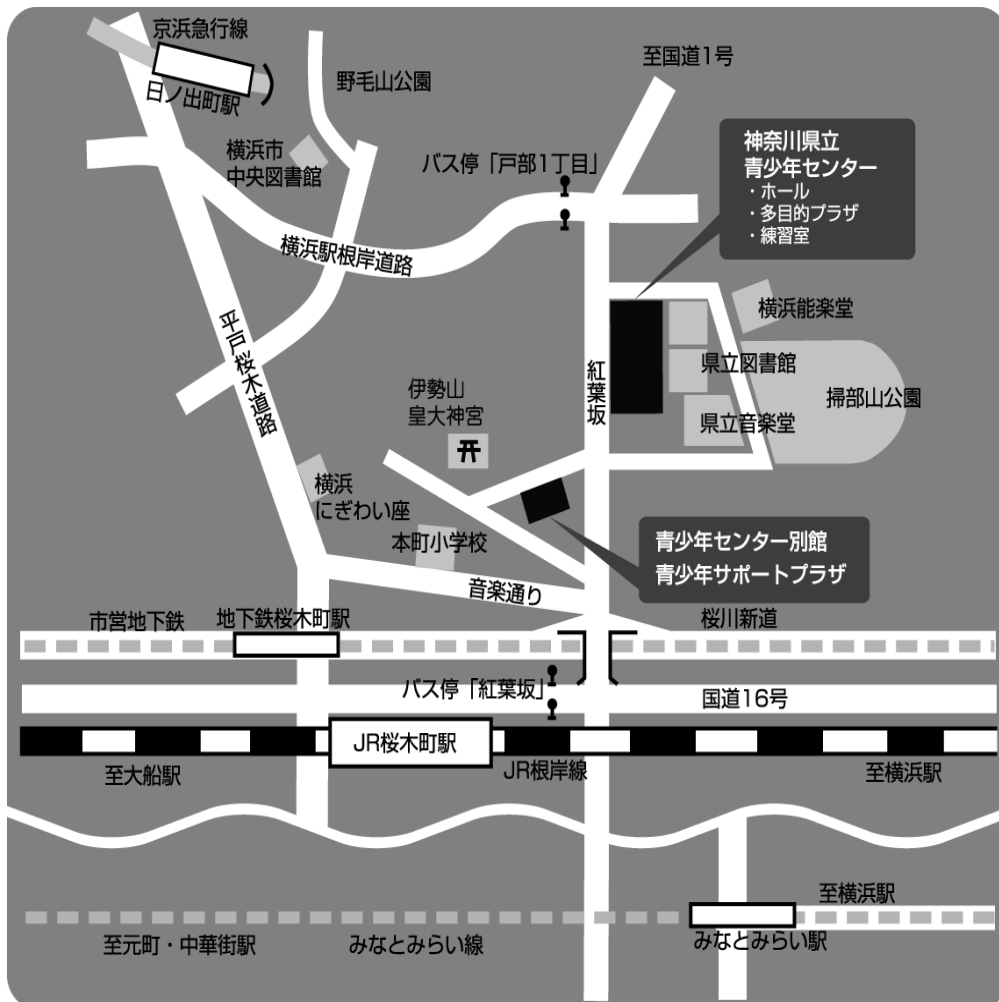 京浜急行線
日ノ出町駅
野毛山公園
至国道1号
横浜市
中央図書館
バス停「戸部1丁目」
神奈川県立
青少年センター
・ホール
・多目的プラザ
・練習室
横浜駅根岸道路
横浜能楽堂
平戸桜木道路
紅葉坂
県立図書館
伊勢山
皇大神宮
掃部山公園
県立音楽堂
横浜
にぎわい座
本町小学校
青少年センター別館
青少年サポートプラザ
音楽通り
市営地下鉄
地下鉄桜木町駅
桜川新道
バス停「紅葉坂」
国道16号
JR桜木町駅
至大船駅
JR根岸線
至横浜駅
至横浜駅
至元町・中華街駅
みなとみらい線
みなとみらい駅